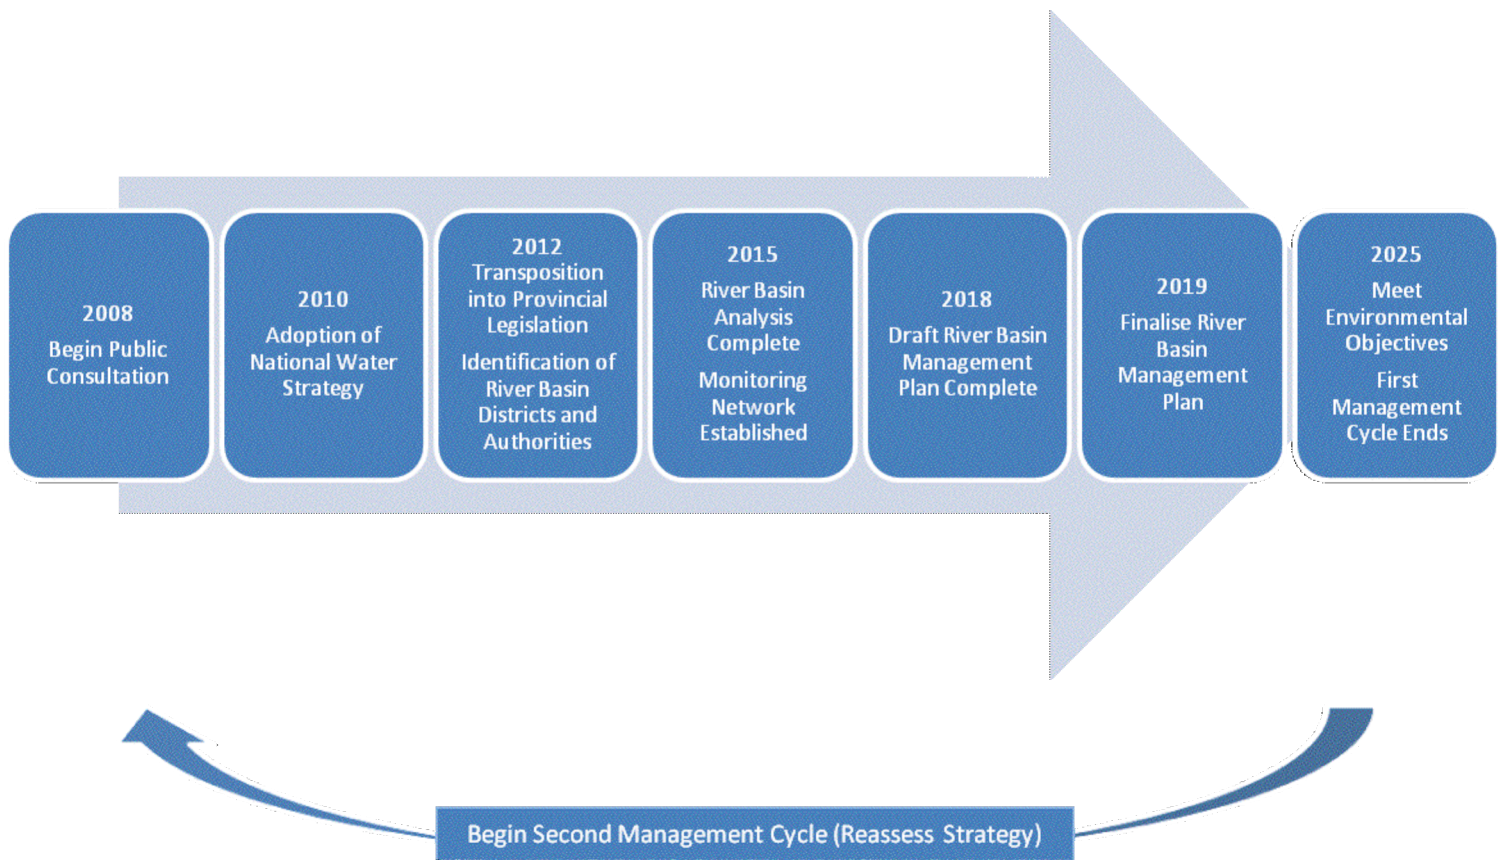 2008
Begin Public
Consultation
2010
Adoption of
National Water
Strategy
2012
Transposition
into Provincial
Legislation
Identification of
River Basin
Districts and
Authorities
2015
River Basin
Analysis
Complete
Monitoring
Network
Established
2018
Draft River Basin
Management
Plan Complete
2019
Finalise River
Basin
Management
Plan
2025
Meet
Environmental
Objectives
First
Management
Cycle Ends
Begin Second Management Cycle (Reassess Strategy)